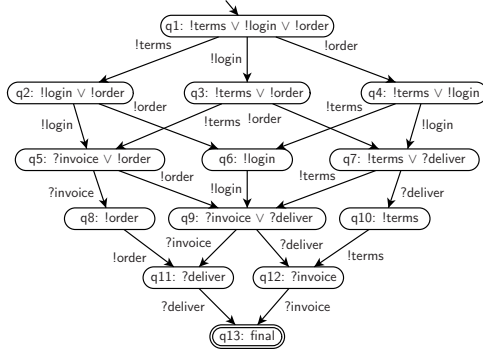 q1: !terms ∨ !login ∨ !order
!terms
!login
!order
q2: !login ∨ !order
q3: !terms ∨ !order
q4: !terms ∨ !login
!login
!order
!terms
!order
!terms
!login
q5: ?invoice ∨ !order
q6: !login
q7: !terms ∨ ?deliver
?invoice
!order
!login
!terms
?deliver
q8: !order
q9: ?invoice ∨ ?deliver
q10: !terms
!order
?invoice
?deliver
!terms
q11: ?deliver
q12: ?invoice
?deliver
?invoice
q13: final